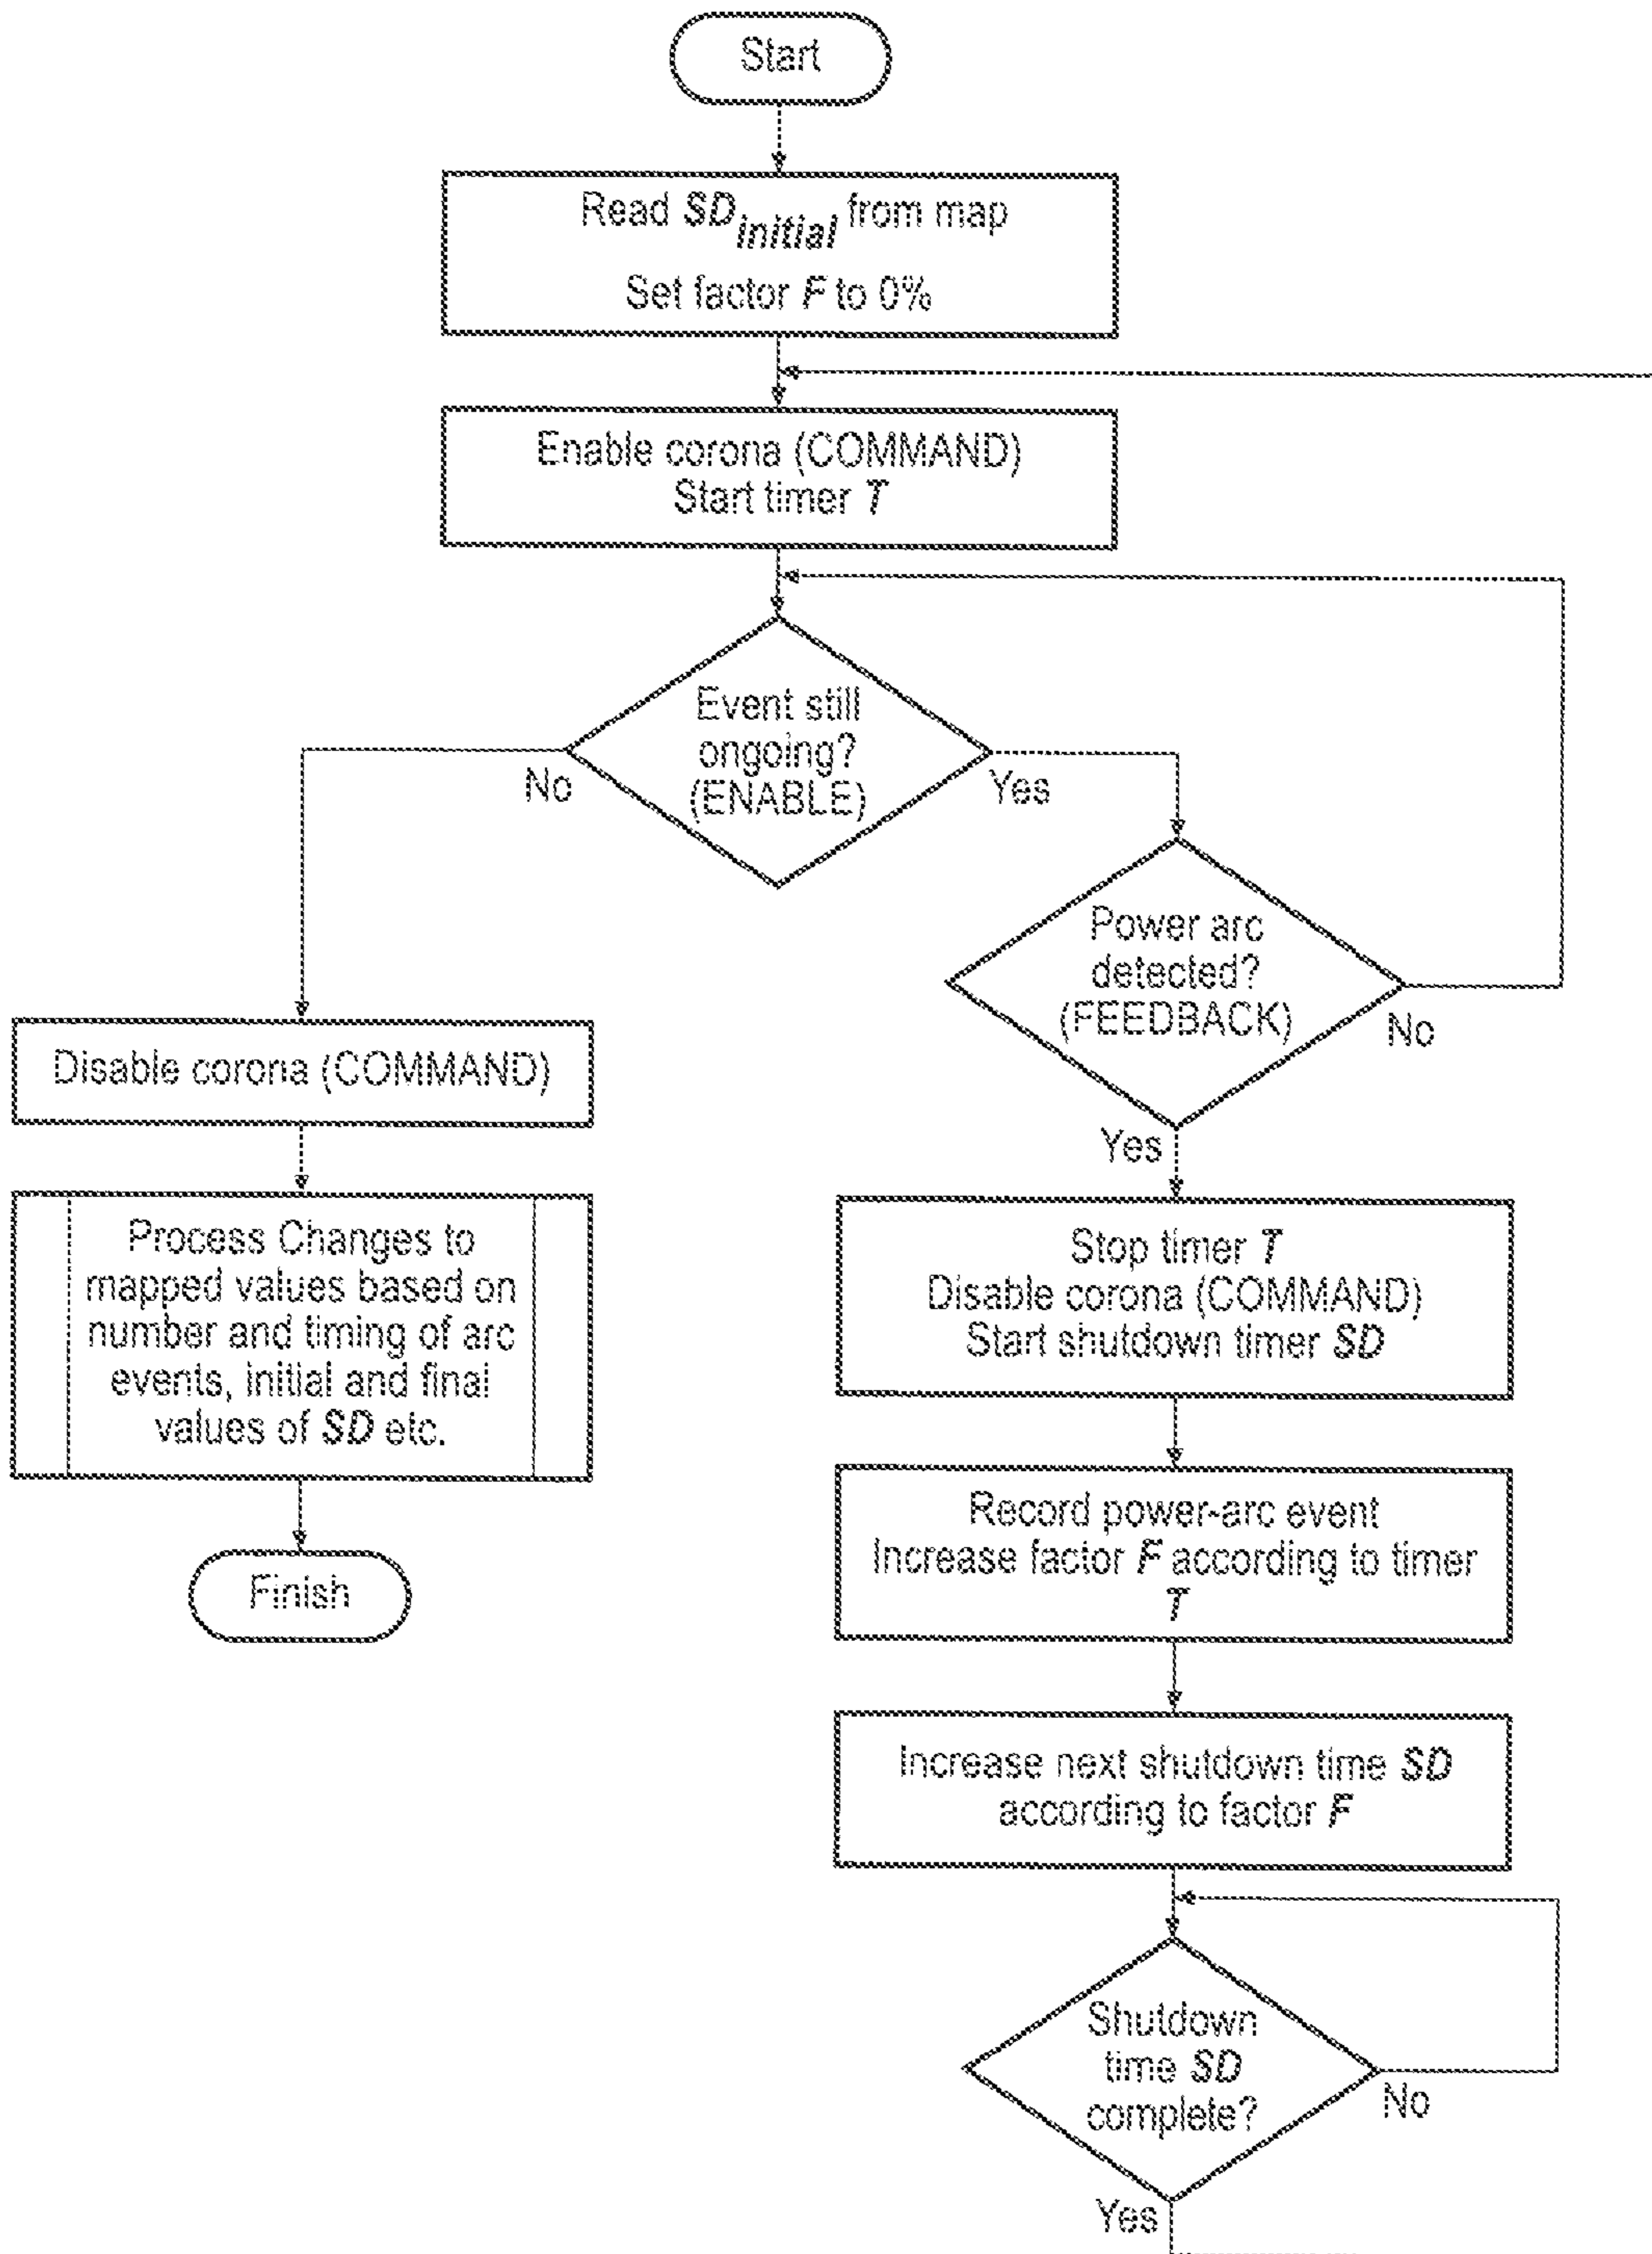 Start
Read SDinitial from map
Set factor F to 0%
Enable corona (COMMAND)
Start timer T
Event still
ongoing?
(ENABLE)
No
Yes
Power arc
detected?
(FEEDBACK)
No
Yes
Disable corona (COMMAND)
Process Changes to
mapped values based on
number and timing of arc
events, initial and final
values of SD etc.
Finish
Stop timer T
Disable corona (COMMAND)
Start shutdown timer SD
Record power-arc event
Increase factor F according to timer
T
Increase next shutdown time SD
according to factor F
Shutdown
time SD
complete?
No
Yes